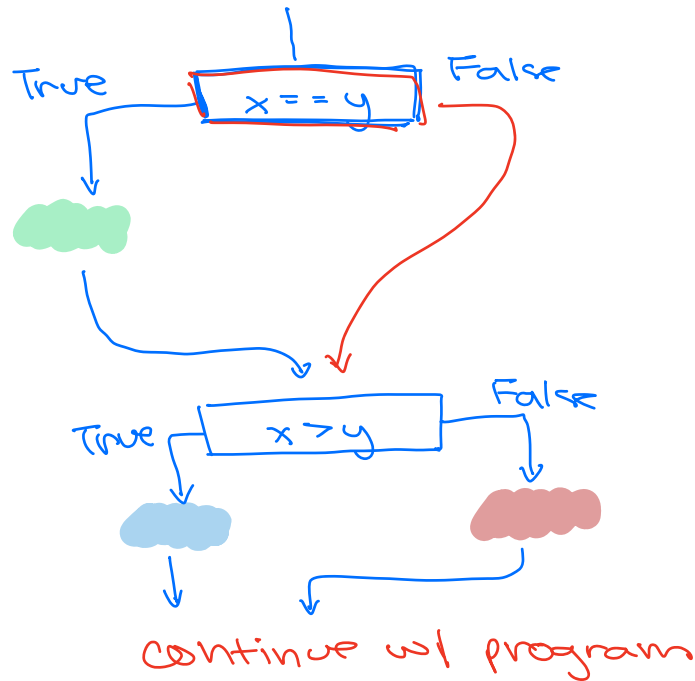 True
x == y
False
True
x > y
False
continue w/ program